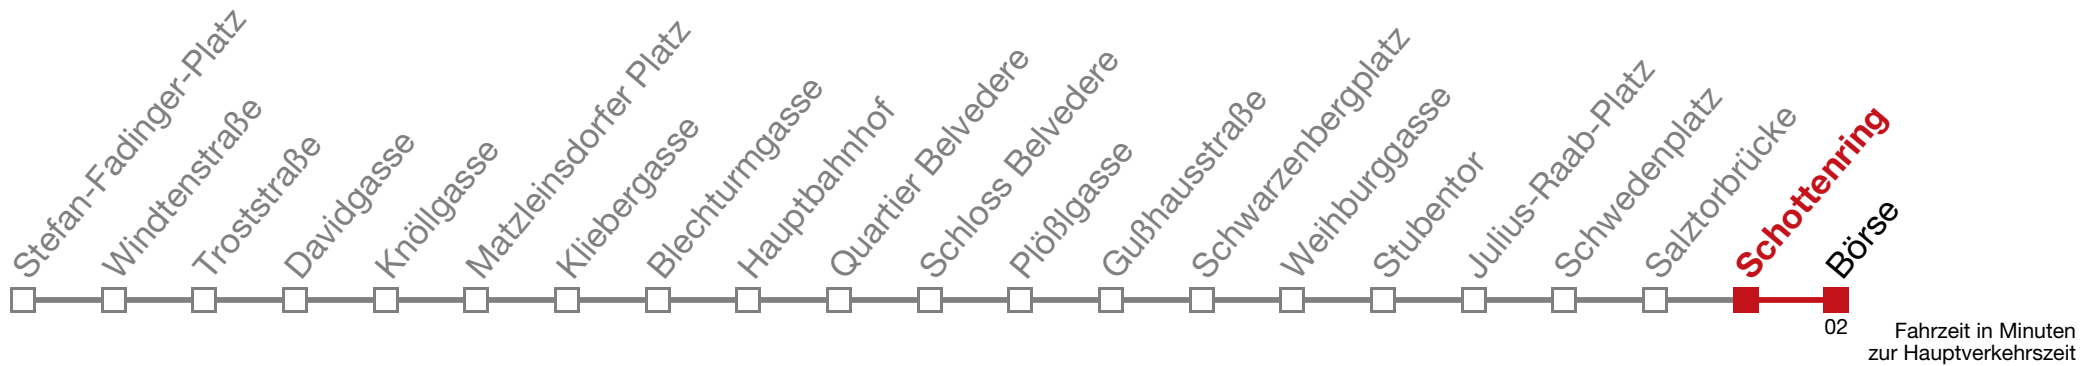 Stefan-Fadinger-Platz
Windtenstraße
Troststraße
Davidgasse
Knöllgasse
Matzleinsdorfer Platz
Kliebergasse
Blechturmgasse
Hauptbahnhof
Quartier Belvedere
Schloss Belvedere
Plößlgasse
Gußhausstraße
Schwarzenbergplatz
Weihburggasse
Stubentor
Julius-Raab-Platz
Schwedenplatz
Salztorbrücke
Schottenring
Börse
02
Fahrzeit in Minuten
zur Hauptverkehrszeit